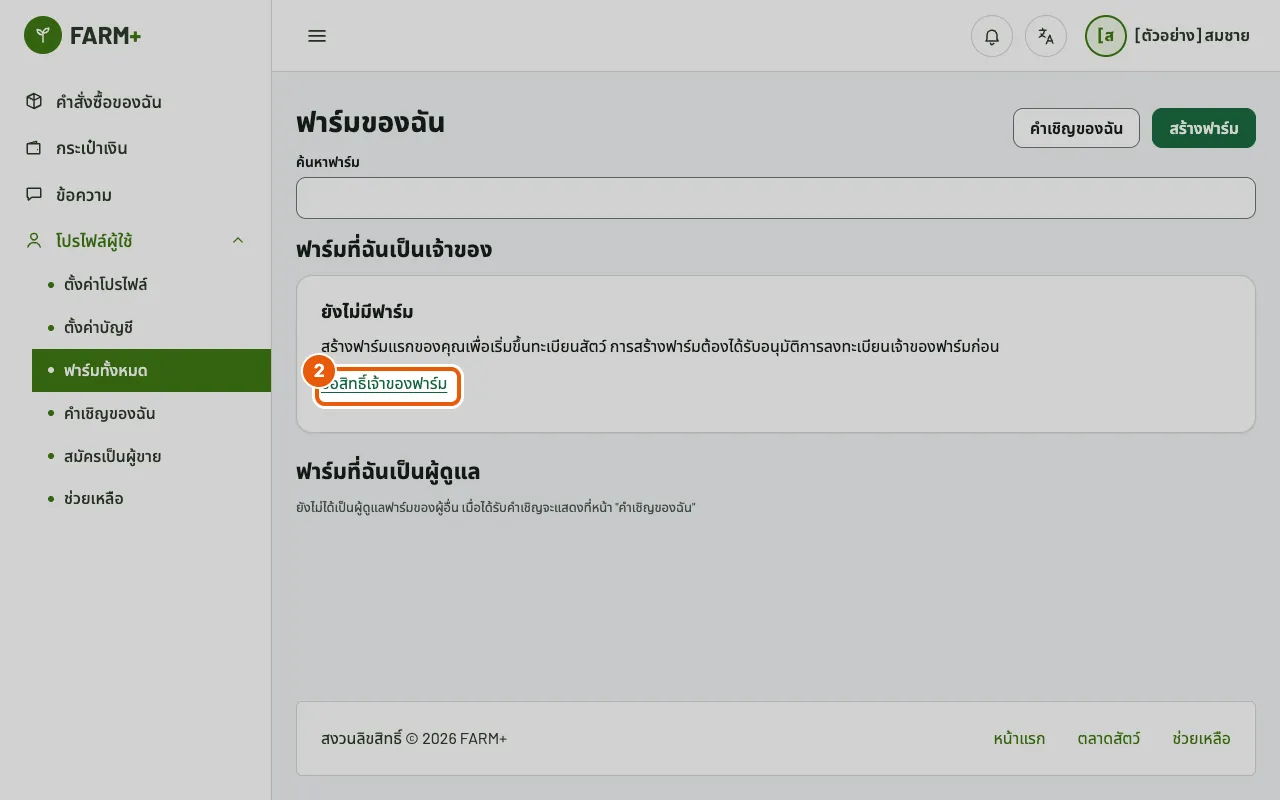 FARM+
[ส
[ตัวอย่าง] สมชาย
คำสั่งซื้อของฉัน
กระเป๋าเงิน
ข้อความ
โปรไฟล์ผู้ใช้
ตั้งค่าโปรไฟล์
ตั้งค่าบัญชี
ฟาร์มทั้งหมด
คำเชิญของฉัน
สมัครเป็นผู้ขาย
ช่วยเหลือ
ฟาร์มของฉัน
คำเชิญของฉัน
สร้างฟาร์ม
ค้นหาฟาร์ม
ฟาร์มที่ฉันเป็นเจ้าของ
ยังไม่มีฟาร์ม
สร้างฟาร์มแรกของคุณเพื่อเริ่มขึ้นทะเบียนสัตว์ การสร้างฟาร์มต้องได้รับอนุมัติการลงทะเบียนเจ้าของฟาร์มก่อน
2
ขอสิทธิ์เจ้าของฟาร์ม
ฟาร์มที่ฉันเป็นผู้ดูแล
ยังไม่ได้เป็นผู้ดูแลฟาร์มของผู้อื่น เมื่อได้รับคำเชิญจะแสดงที่หน้า "คำเชิญของฉัน"
สงวนลิขสิทธิ์ © 2026 FARM+
หน้าแรก
ตลาดสัตว์
ช่วยเหลือ